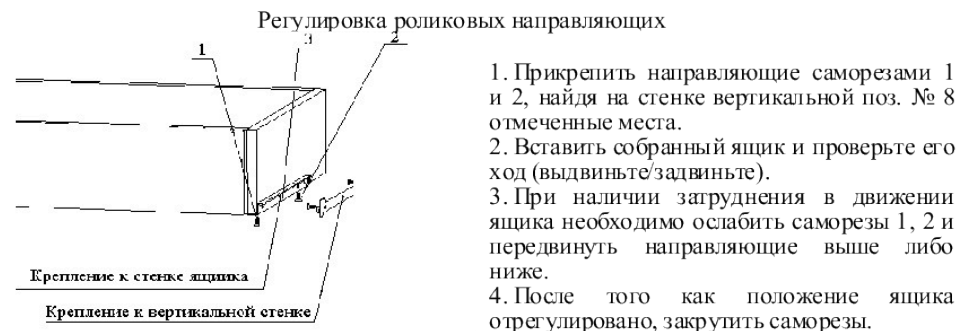 Регулировка роликовых направляющих
1
3
2
1. Прикрепить направляющие саморезами 1
и 2, найдя на стенке вертикальной поз. № 8
отмеченные места.
2. Вставить собранный ящик и проверьте его
ход (выдвиньте/задвиньте).
3. При наличии затруднения в движении
ящика необходимо ослабить саморезы 1, 2 и
передвинуть направляющие выше либо
ниже.
4. После того как положение ящика
отрегулировано, закрутить саморезы.
Крепление к стенке ящика
Крепление к вертикальной стенке